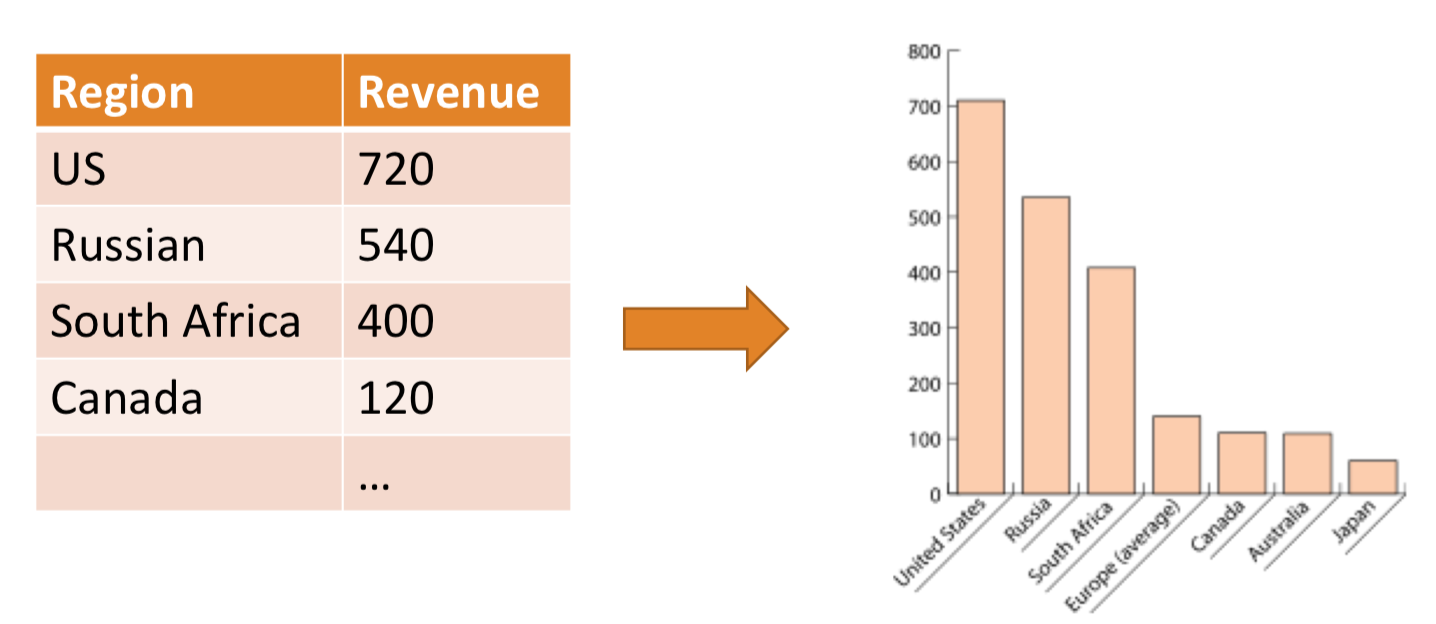 Region Revenue
US 720
Russian 540
South Africa 400
Canada 120
...
800
700
600
500
400
300
200
100
0
United States
Russia
South Africa
Europe (average)
Canada
Australia
Japan